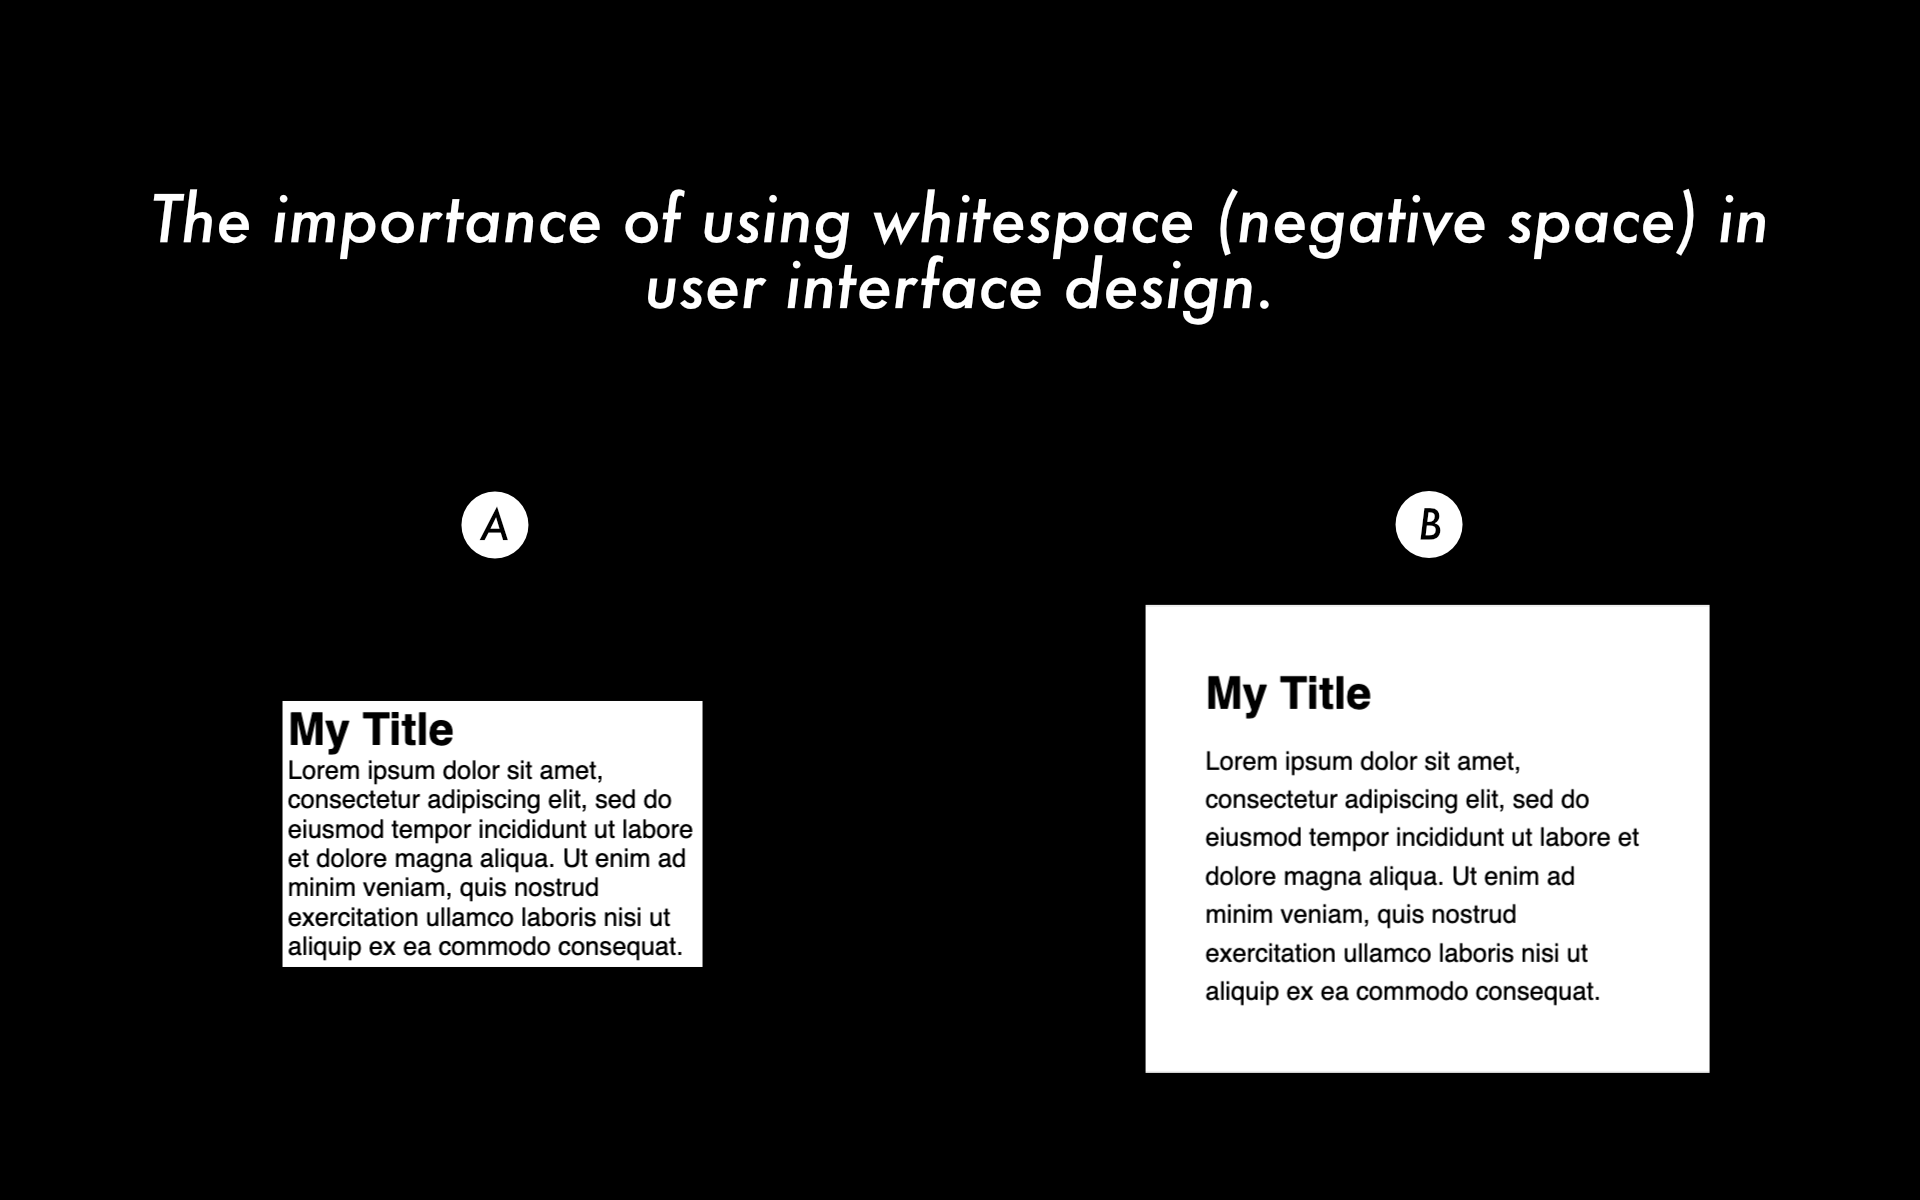 The importance of using whitespace (negative space) in
user interface design.
A
My Title
Lorem ipsum dolor sit amet,
consectetur adipiscing elit, sed do
eiusmod tempor incididunt ut labore
et dolore magna aliqua. Ut enim ad
minim veniam, quis nostrud
exercitation ullamco laboris nisi ut
aliquip ex ea commodo consequat.
B
My Title
Lorem ipsum dolor sit amet,
consectetur adipiscing elit, sed do
eiusmod tempor incididunt ut labore et
dolore magna aliqua. Ut enim ad
minim veniam, quis nostrud
exercitation ullamco laboris nisi ut
aliquip ex ea commodo consequat.